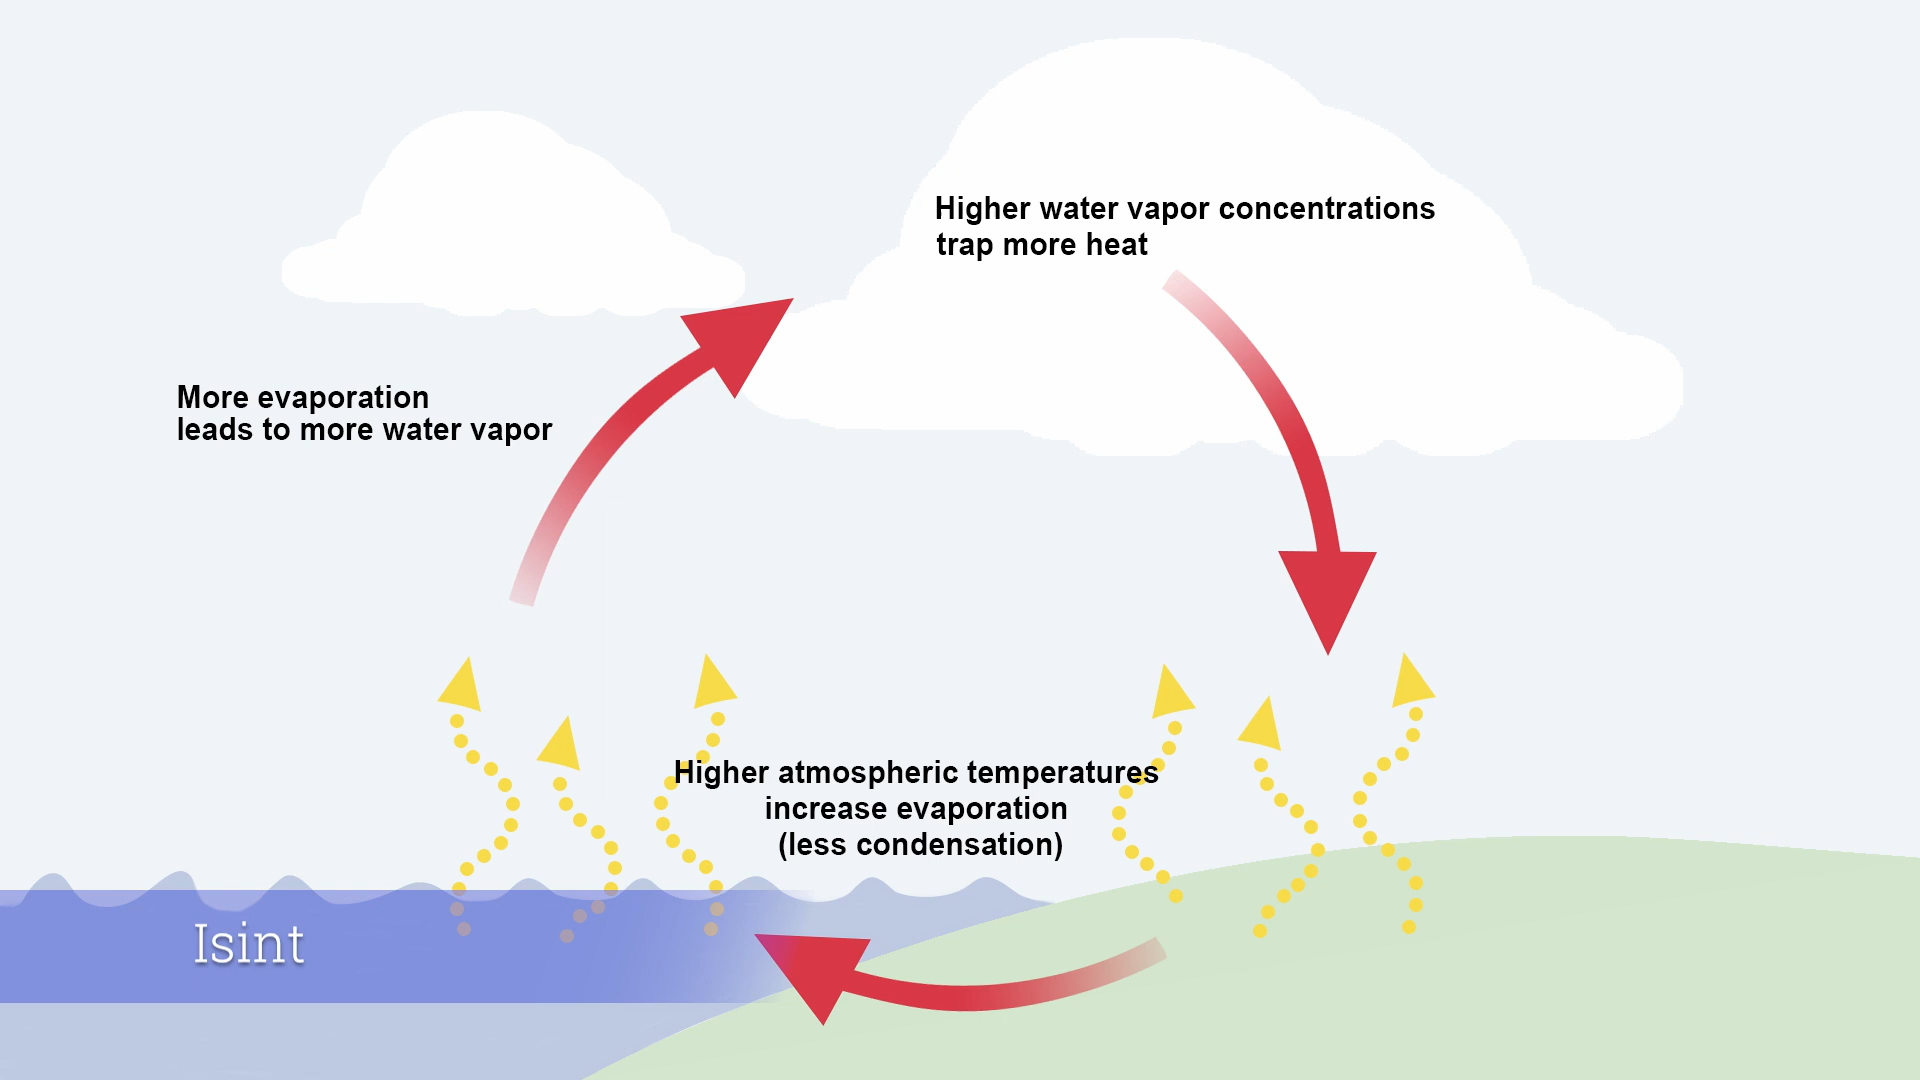 Higher water vapor concentrations
trap more heat
More evaporation
leads to more water vapor
Higher atmospheric temperatures
increase evaporation
(less condensation)
Isint